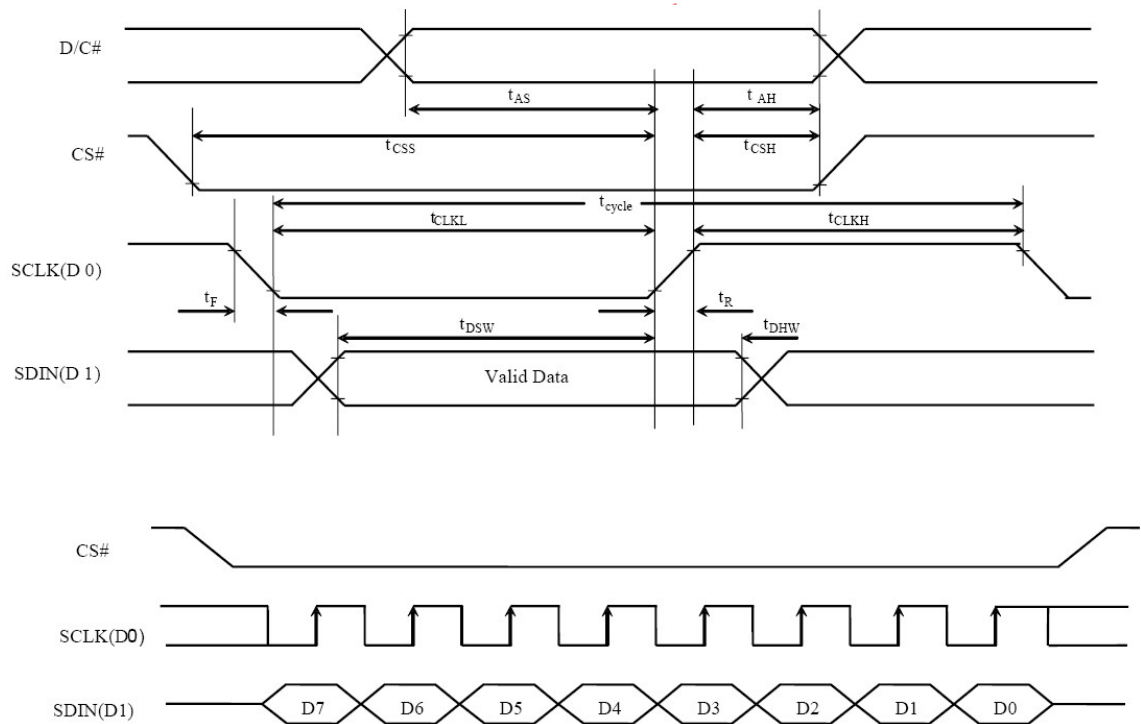 D/C#
tAS
t AH
CS#
tCSS
tCSH
tcycle
tCLKL
tCLKH
SCLK(D 0)
tF
tR
tDSW
tDHW
SDIN(D 1)
Valid Data
CS#
SCLK(D0)
SDIN(D1)
D7 D6 D5 D4 D3 D2 D1 D0